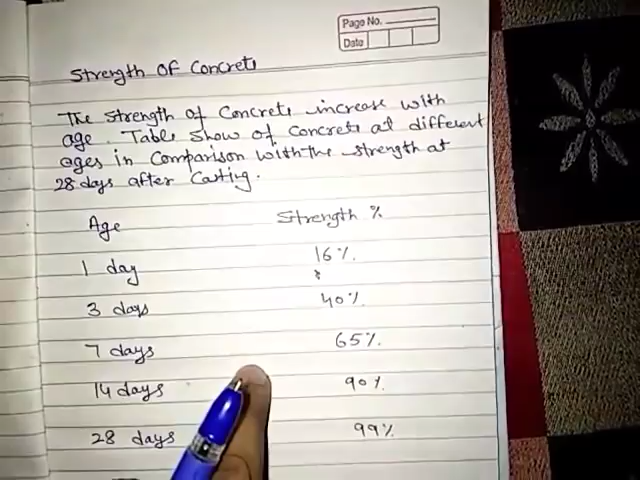 Page No.
Date
Strength Of Concrete
The Strength of Concrete increase with
age. Table Show of Concrete at different
ages in Comparison with the strength at
28 days after Casting.
Age Strength %
1 day 16%
3 days 40%
7 days 65%
14 days 90%
28 days 99%